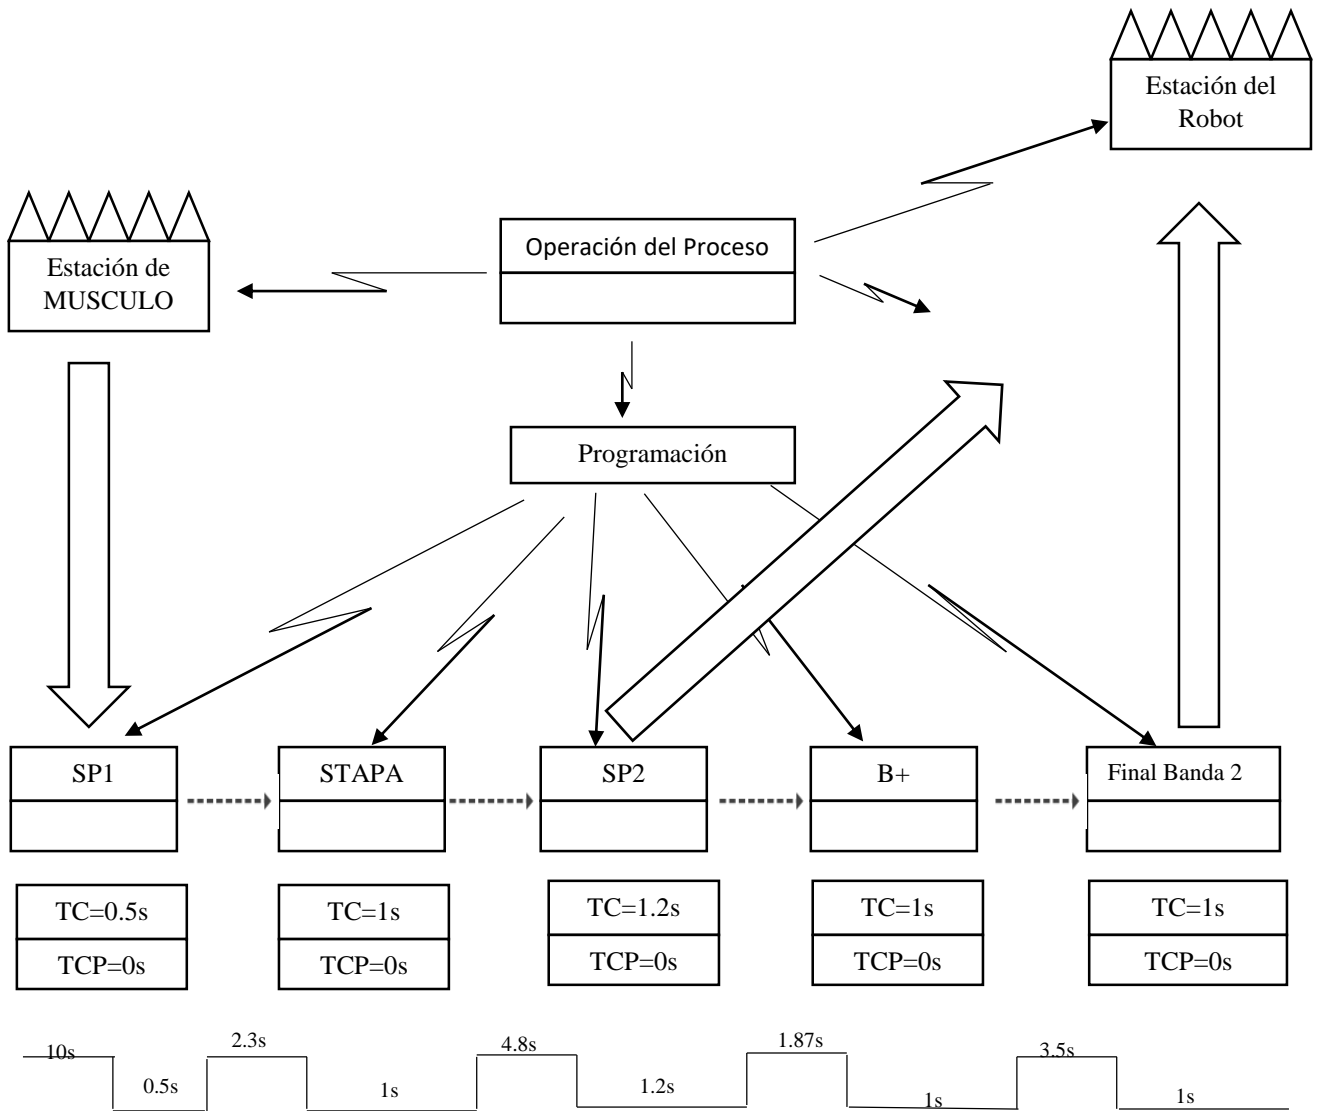 Estación del
Robot
Estación de
MUSCULO
Operación del Proceso
Programación
SP1
STAPA
SP2
B+
Final Banda 2
TC=0.5s
TC=1s
TC=1.2s
TC=1s
TC=1s
TCP=0s
TCP=0s
TCP=0s
TCP=0s
TCP=0s
10s
2.3s
4.8s
1.87s
3.5s
0.5s
1s
1.2s
1s
1s